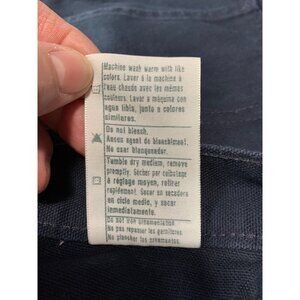 Machine wash warm with like
colors. Laver à la machine à
l'eau chaude avec les mêmes
couleurs. Lavar a máquina con
agua tibia, junto a colores
similares.
Do not bleach.
Aucun agent de blanchiment.
No usar blanqueador.
Tumble dry medium, remove
promptly. Sécher par culbutage
à réglage moyen, retirer
rapidement. Secar en secadora
en ciclo medio, y sacar
inmediatamente.
Do not iron ornamentation
Ne pas repasser les garnitures.
No planchar los ornamentos.